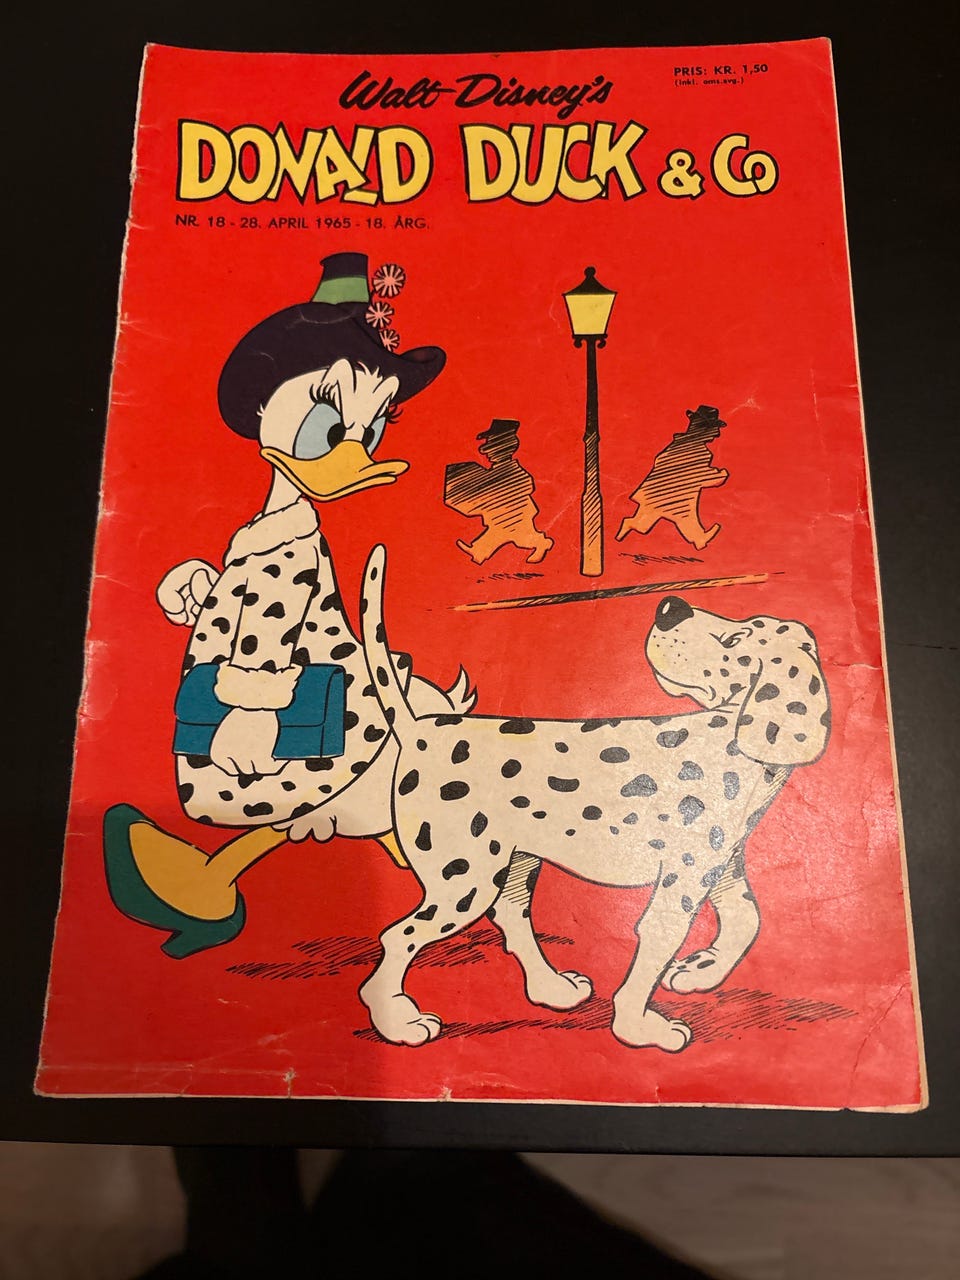 Walt Disney's
PRIS: KR. 1,50
(inkl. oms.avg.)
DONALD DUCK & Co
NR. 18 - 28. APRIL 1965 - 18. ÅRG.